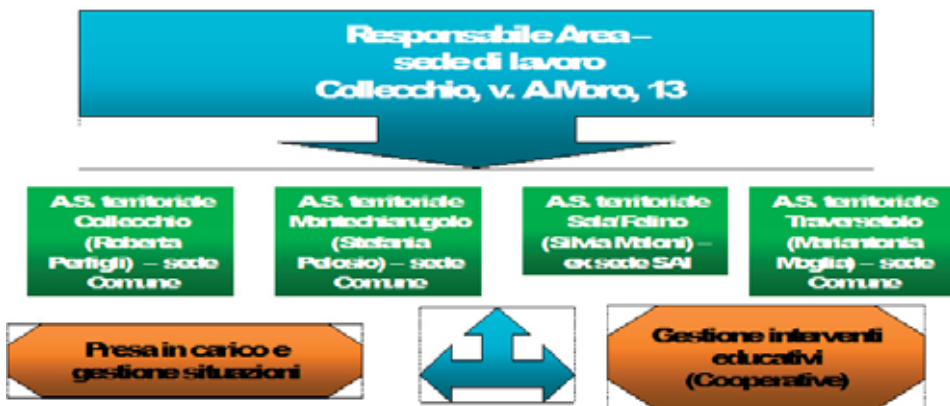 Responsabile Area –
sede di lavoro
Collecchio, v. A.Moro, 13
A.S. territoriale
Collecchio
(Roberta
Perfigli) – sede
Comune
A.S. territoriale
Montechiarugolo
(Stefania
Pelosio) – sede
Comune
A.S. territoriale
Sala/Felino
(Silvia Moloni) –
ex sede SAI
A.S. territoriale
Traversetolo
(Mariantonia
Moglia) – sede
Comune
Presa in carico e
gestione situazioni
Gestione interventi
educativi
(Cooperative)